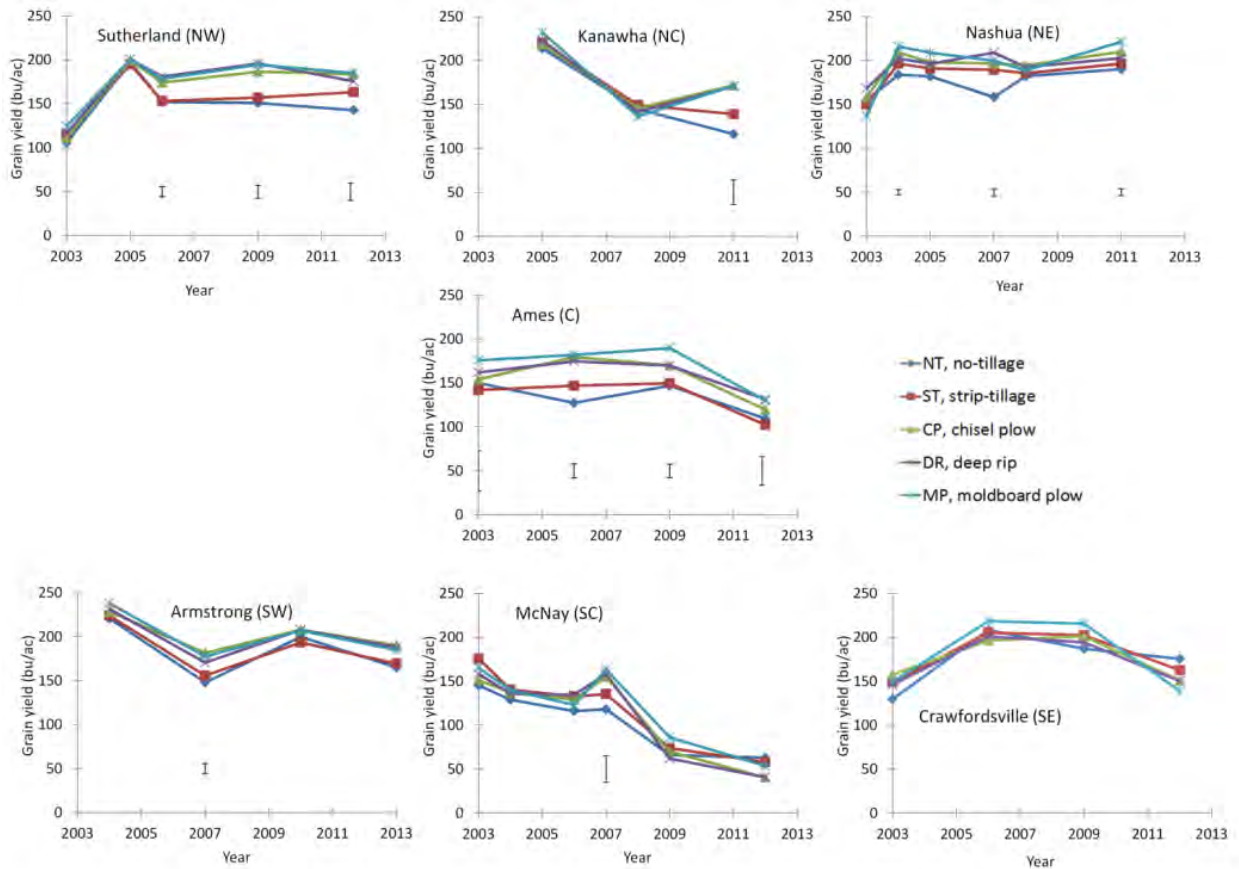 Sutherland (NW)
Grain yield (bu/ac)
250
200
150
100
50
0
2003 2005 2007 2009 2011 2013
Year
Kanawha (NC)
Grain yield (bu/ac)
250
200
150
100
50
0
2003 2005 2007 2009 2011 2013
Nashua (NE)
Grain yield (bu/ac)
250
200
150
100
50
0
2003 2005 2007 2009 2011 2013
Year
Ames (C)
Grain yield (bu/ac)
250
200
150
100
50
0
2003 2005 2007 2009 2011 2013
NT, no-tillage
ST, strip-tillage
CP, chisel plow
DR, deep rip
MP, moldboard plow
Armstrong (SW)
Grain yield (bu/ac)
250
200
150
100
50
0
2003 2005 2007 2009 2011 2013
Year
McNay (SC)
Grain yield (bu/ac)
250
200
150
100
50
0
2003 2005 2007 2009 2011 2013
Year
Crawfordsville (SE)
Grain yield (bu/ac)
250
200
150
100
50
0
2003 2005 2007 2009 2011 2013
Year